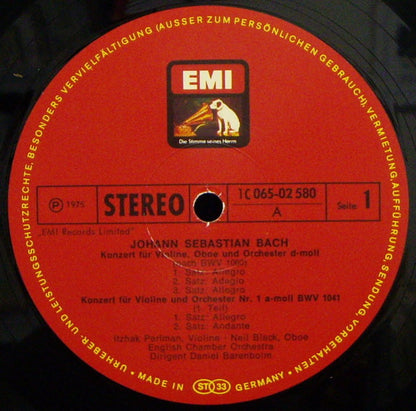 URHEBER- UND LEISTUNGSSCHUTZRECHTE, BESONDERS VERVIELFÄLTIGUNG (AUSSER ZUM PERSÖNLICHEN GEBRAUCH), VERMIETUNG, AUFFÜHRUNG, SENDUNG, VORBEHALTEN
EMI
Die Stimme seines Herrn
Ⓟ 1975
STEREO
1C 065-02 580
A
Seite: 1
„EMI Records Limited"
JOHANN SEBASTIAN BACH
Konzert für Violine, Oboe und Orchester d-moll
(nach BWV 1060)
1. Satz: Allegro
2. Satz: Adagio
3. Satz: Allegro
Konzert für Violine und Orchester Nr. 1 a-moll BWV 1041
(1. Teil)
1. Satz: Allegro
2. Satz: Andante
Itzhak Perlman, Violine - Neil Black, Oboe
English Chamber Orchestra
Dirigent Daniel Barenboim
• MADE IN ST 33 GERMANY •